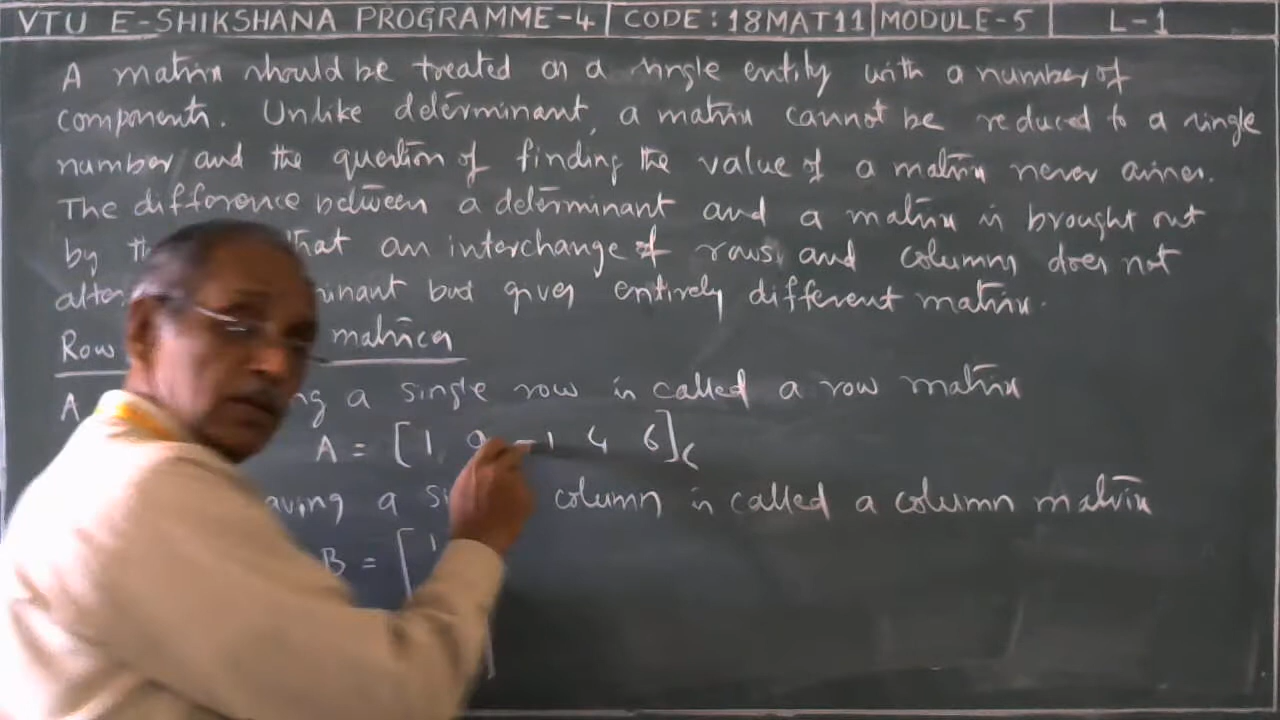 VTU E-SHIKSHANA PROGRAMME-4 CODE: 18MAT11 MODULE-5 L-1
A matrix should be treated as a single entity with a number of
components. Unlike determinant, a matrix cannot be reduced to a single
number and the question of finding the value of a matrix never arises.
The difference between a determinant and a matrix is brought out
by that an interchange of rows and columns does not
alter but gives entirely different matrix.
Row matrices
A a single row is called a row matrix
A = [1 -1 4 6]
a column is called a column matrix
B = [1